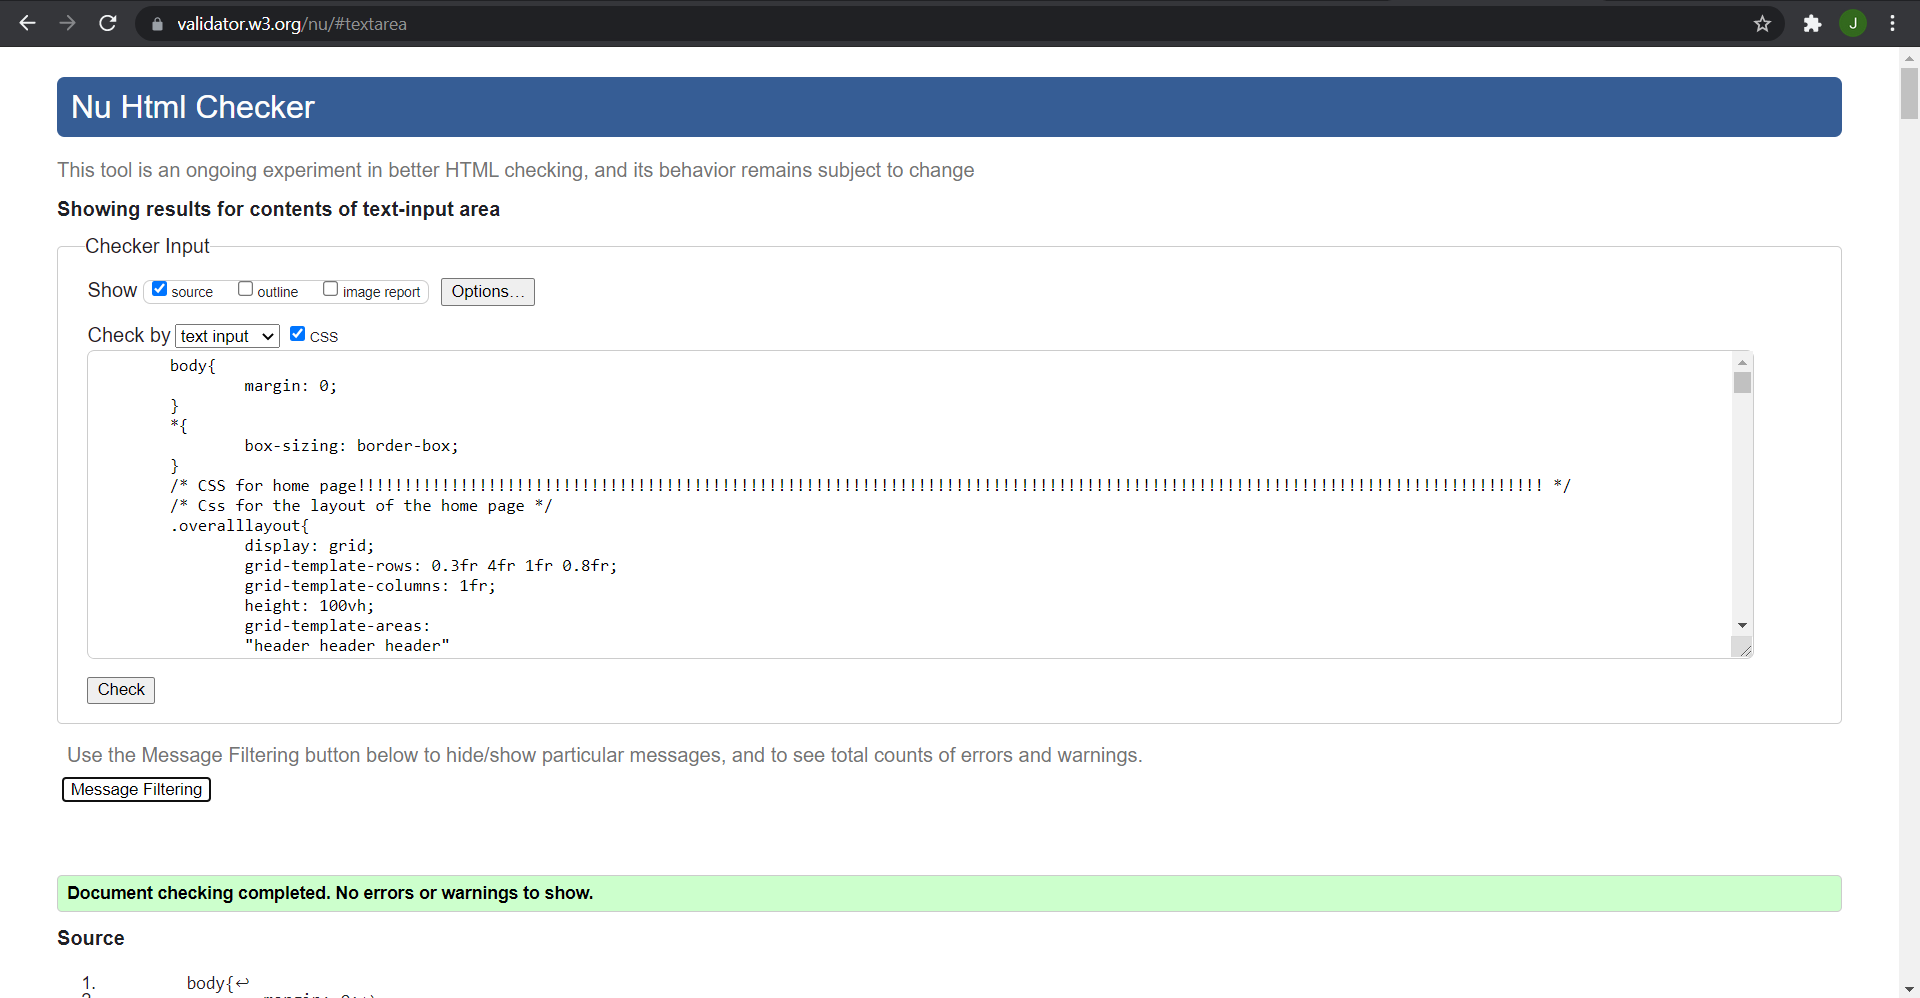 validator.w3.org/nu/#textarea
J
Nu Html Checker
This tool is an ongoing experiment in better HTML checking, and its behavior remains subject to change
Showing results for contents of text-input area
Checker Input
Show source outline image report Options...
Check by text input CSS
body{
margin: 0;
}
*{
box-sizing: border-box;
}
/* CSS for home page!!!!!!!!!!!!!!!!!!!!!!!!!!!!!!!!!!!!!!!!!!!!!!!!!!!!!!!!!!!!!!!!!!!!!!!!!!!!!!!!!!!!!!!!!!!!!!!!!!!!!!!!!!!!!!!!!!!!!!!!!!!!!!! */
/* Css for the layout of the home page */
.overalllayout{
display: grid;
grid-template-rows: 0.3fr 4fr 1fr 0.8fr;
grid-template-columns: 1fr;
height: 100vh;
grid-template-areas:
"header header header"
Check
Use the Message Filtering button below to hide/show particular messages, and to see total counts of errors and warnings.
Message Filtering
Document checking completed. No errors or warnings to show.
Source
1. body{↩